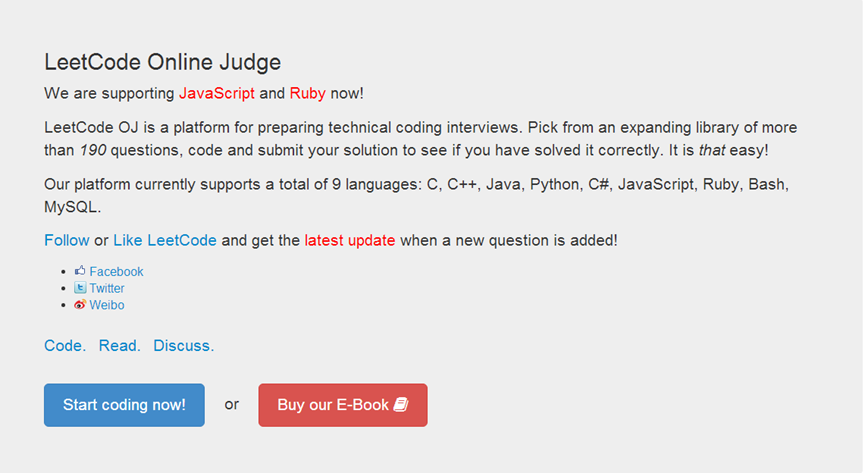 LeetCode Online Judge
We are supporting JavaScript and Ruby now!
LeetCode OJ is a platform for preparing technical coding interviews. Pick from an expanding library of more
than 190 questions, code and submit your solution to see if you have solved it correctly. It is that easy!
Our platform currently supports a total of 9 languages: C, C++, Java, Python, C#, JavaScript, Ruby, Bash,
MySQL.
Follow or Like LeetCode and get the latest update when a new question is added!
Facebook
Twitter
Weibo
Code. Read. Discuss.
Start coding now! or Buy our E-Book